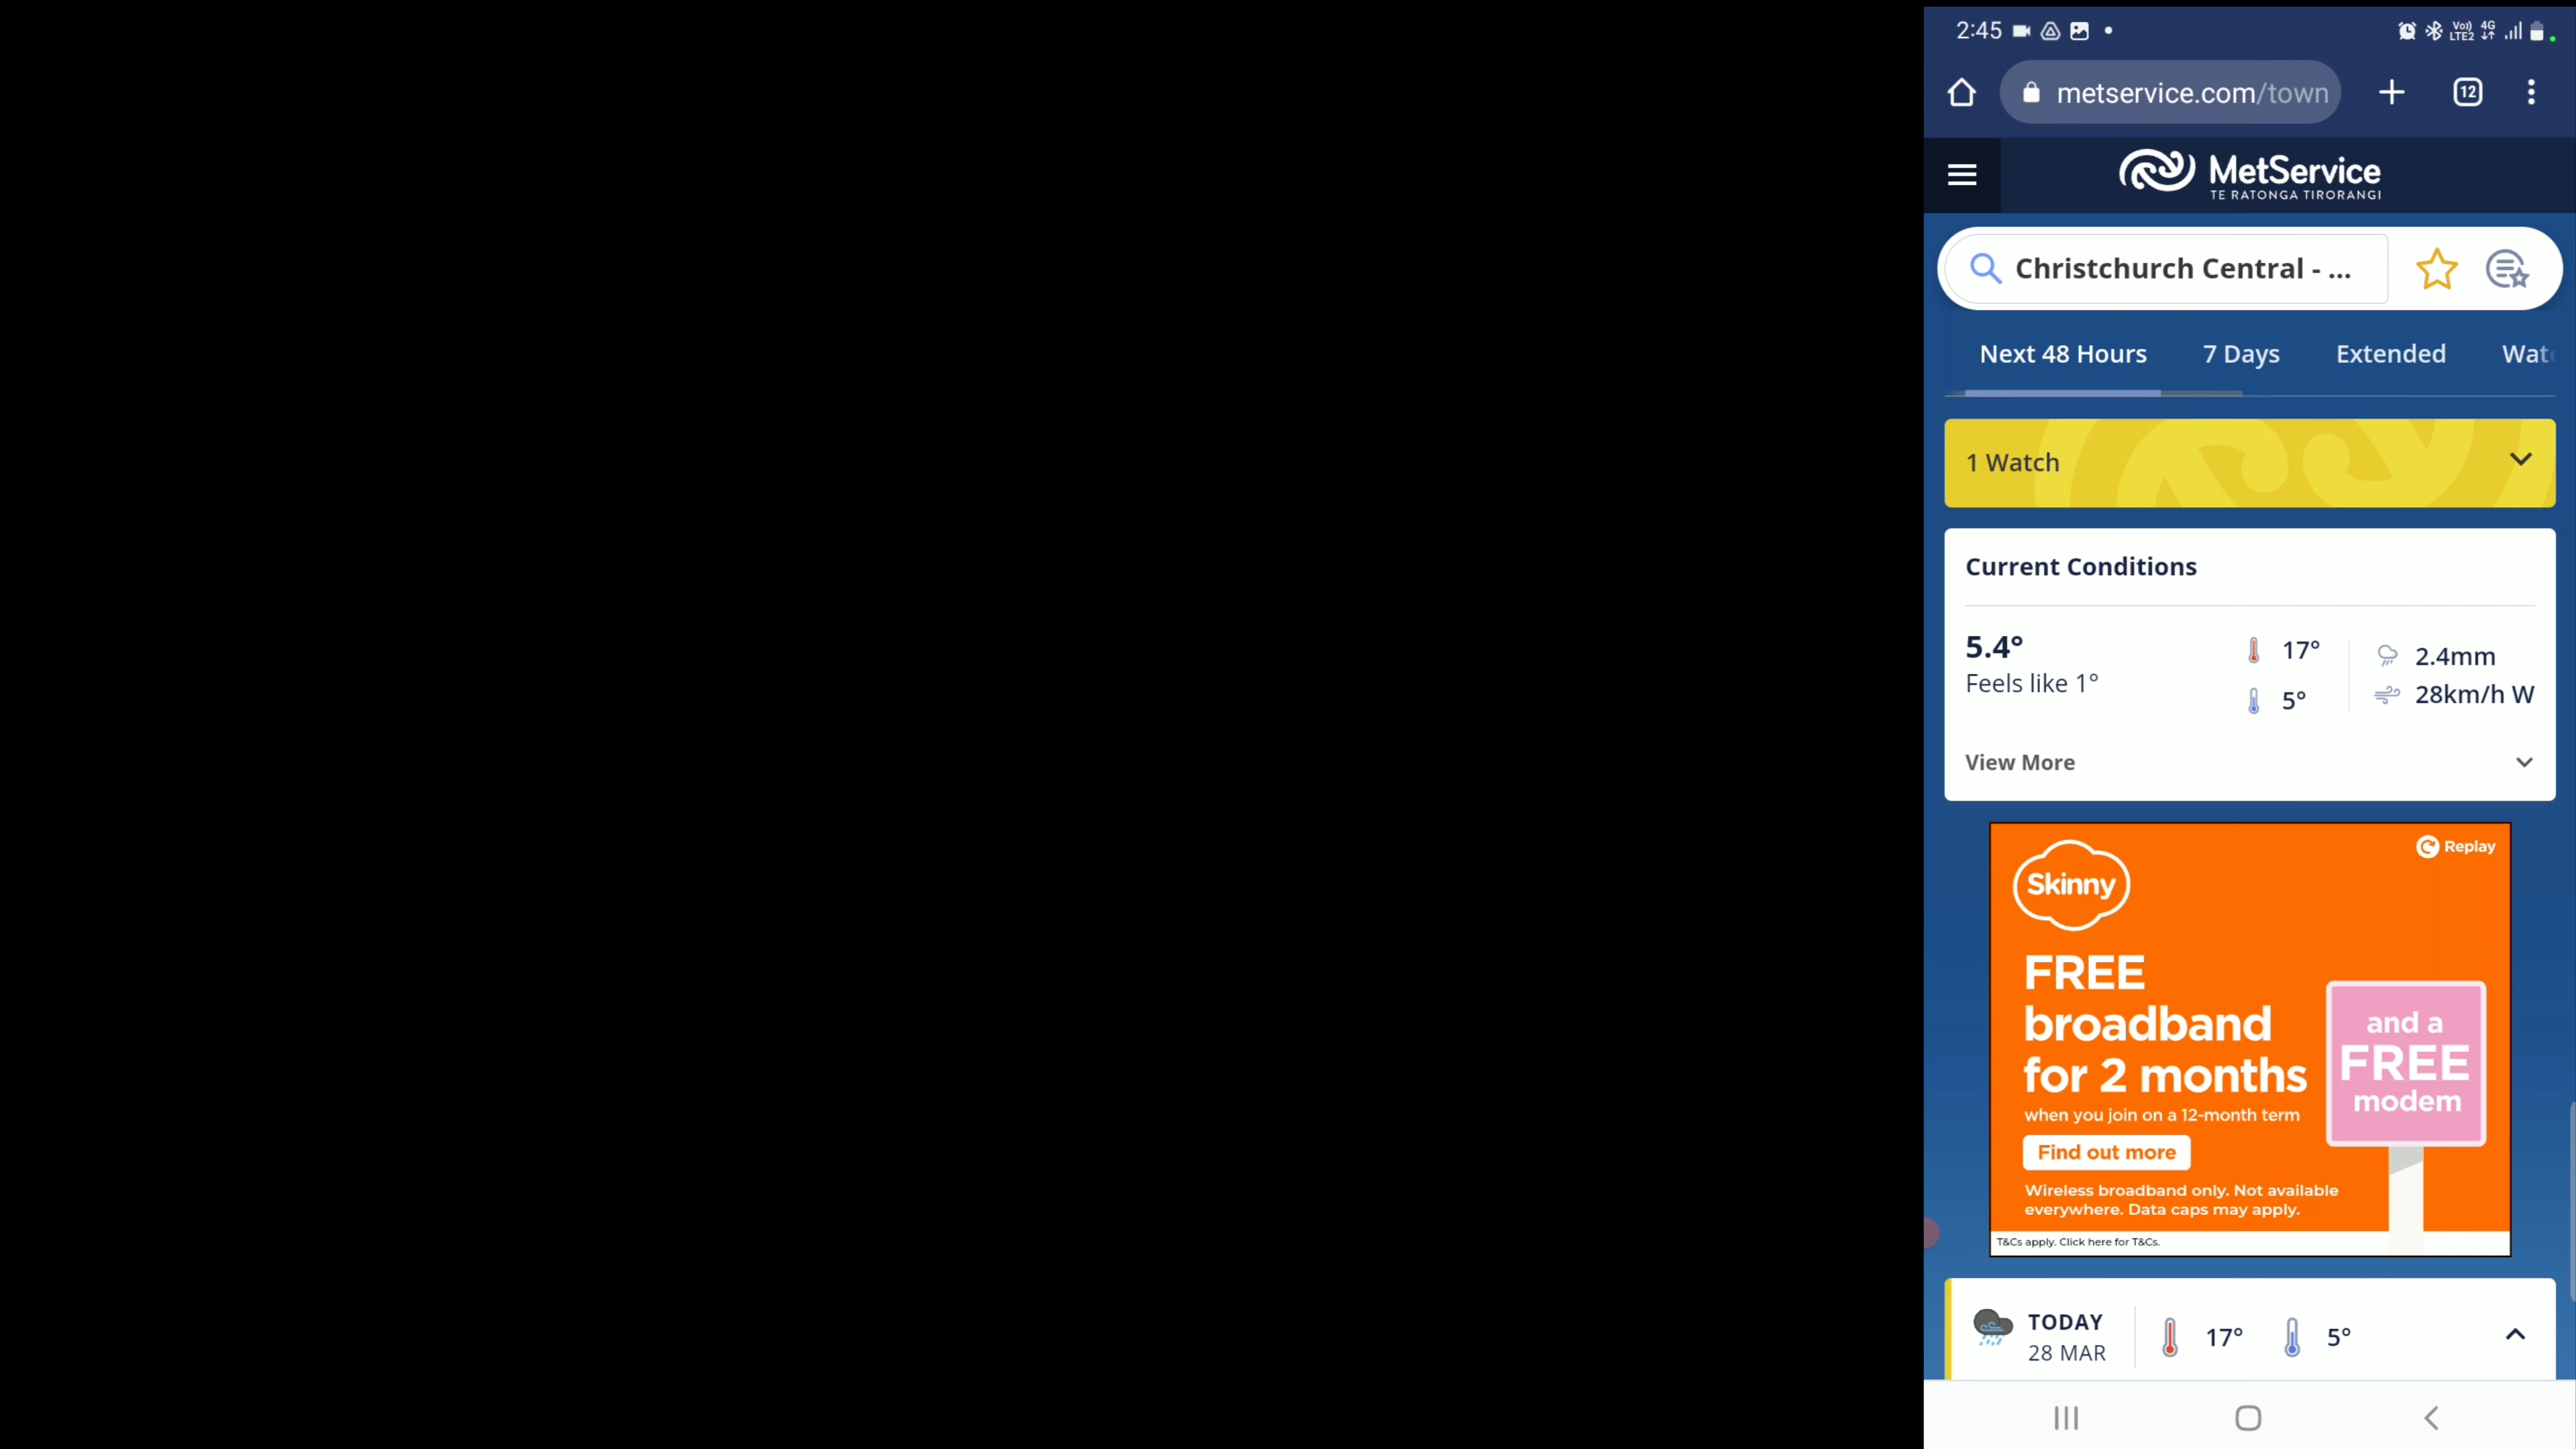 2:45
Vo)) LTE2 4G
metservice.com/town
12
MetService
TE RATONGA TIRORANGI
Christchurch Central - ...
Next 48 Hours 7 Days Extended Wat
1 Watch
Current Conditions
5.4° 17° 2.4mm
Feels like 1° 5° 28km/h W
View More
Skinny
Replay
FREE
broadband
for 2 months
when you join on a 12-month term
and a
FREE
modem
Find out more
Wireless broadband only. Not available
everywhere. Data caps may apply.
T&Cs apply. Click here for T&Cs.
TODAY
28 MAR
17° 5°